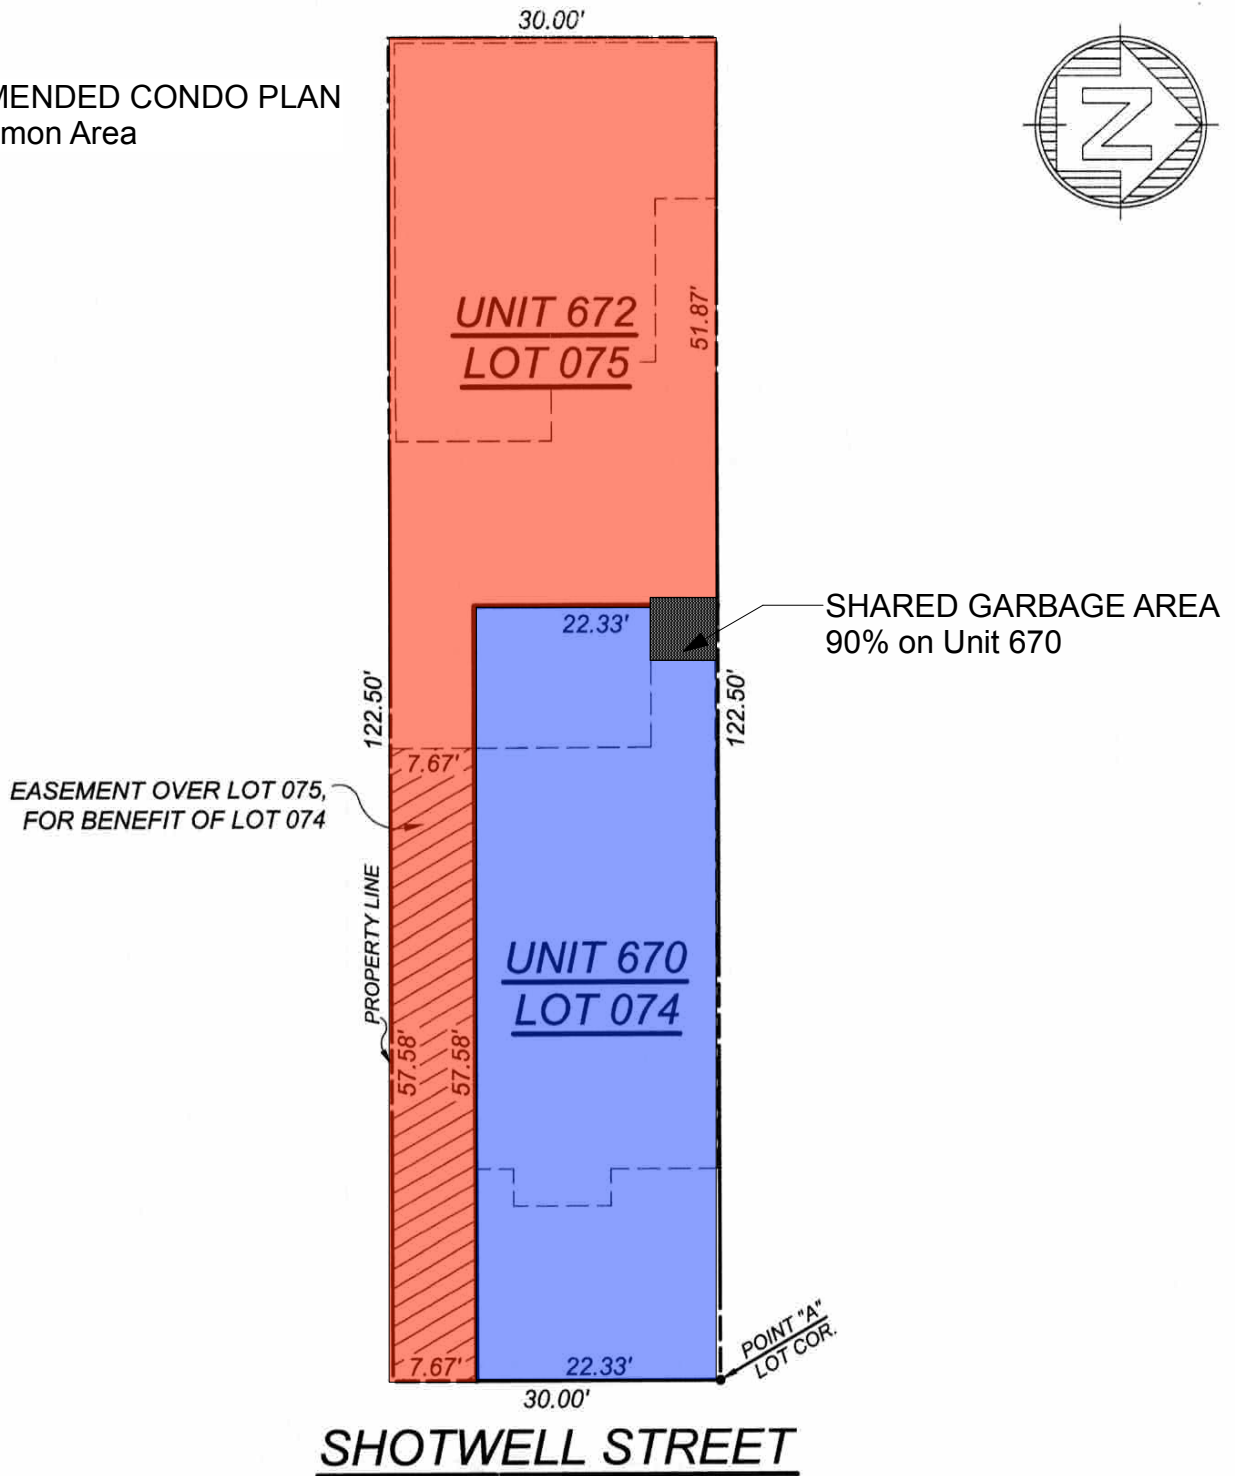 30.00'
MENDED CONDO PLAN
mon Area
N
UNIT 672
LOT 075
51.87'
22.33'
SHARED GARBAGE AREA
90% on Unit 670
122.50'
122.50'
7.67'
EASEMENT OVER LOT 075,
FOR BENEFIT OF LOT 074
PROPERTY LINE
UNIT 670
LOT 074
57.58'
57.58'
POINT "A"
LOT COR.
7.67'
22.33'
30.00'
SHOTWELL STREET